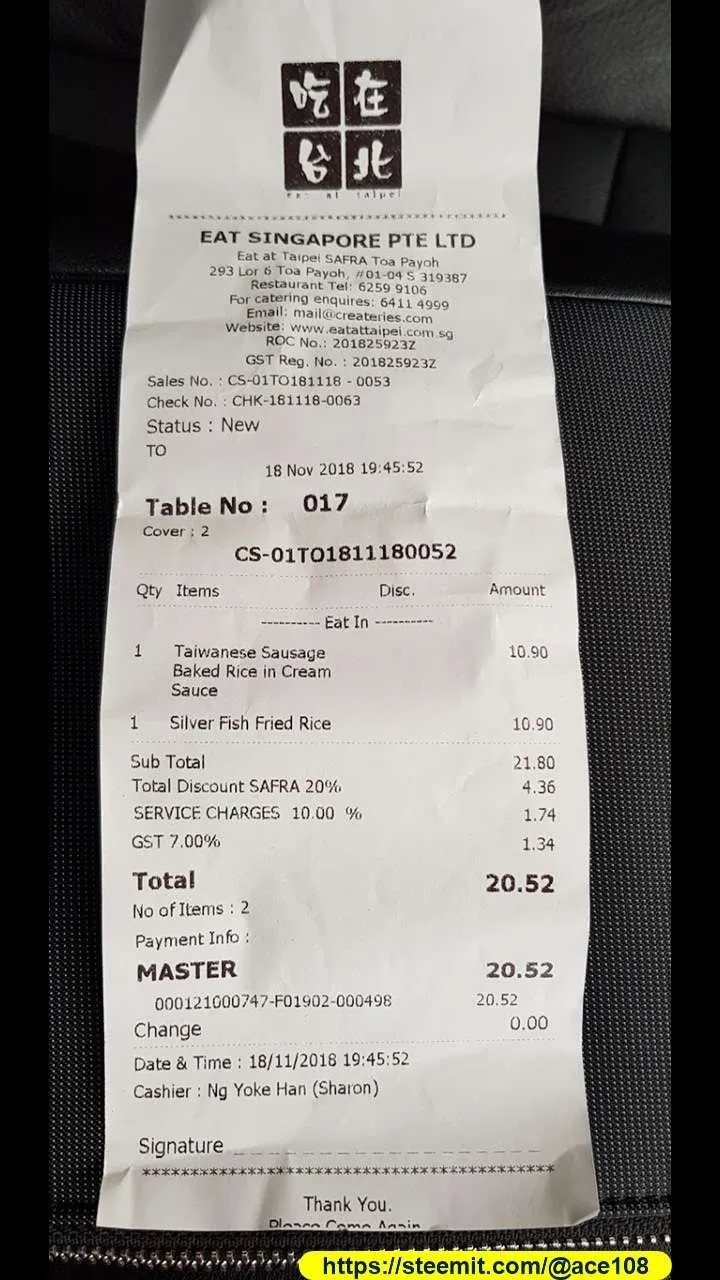 吃在
台北
eat at taipei
EAT SINGAPORE PTE LTD
Eat at Taipei SAFRA Toa Payoh
293 Lor 6 Toa Payoh, #01-04 S 319387
Restaurant Tel: 6259 9106
For catering enquires: 6411 4999
Email: mail@createries.com
Website: www.eatattaipei.com.sg
ROC No.: 201825923Z
GST Reg. No. : 201825923Z
Sales No. : CS-01TO181118 - 0053
Check No. : CHK-181118-0063
Status : New
TO
18 Nov 2018 19:45:52
Table No : 017
Cover : 2
CS-01TO1811180052
Qty Items Disc. Amount
---------- Eat In ----------
1 Taiwanese Sausage 10.90
Baked Rice in Cream
Sauce
1 Silver Fish Fried Rice 10.90
Sub Total 21.80
Total Discount SAFRA 20% 4.36
SERVICE CHARGES 10.00 % 1.74
GST 7.00% 1.34
Total 20.52
No of Items : 2
Payment Info :
MASTER 20.52
000121000747-F01902-000498 20.52
Change 0.00
Date & Time : 18/11/2018 19:45:52
Cashier : Ng Yoke Han (Sharon)
Signature
Thank You.
Please Come Again
https://steemit.com/@ace108